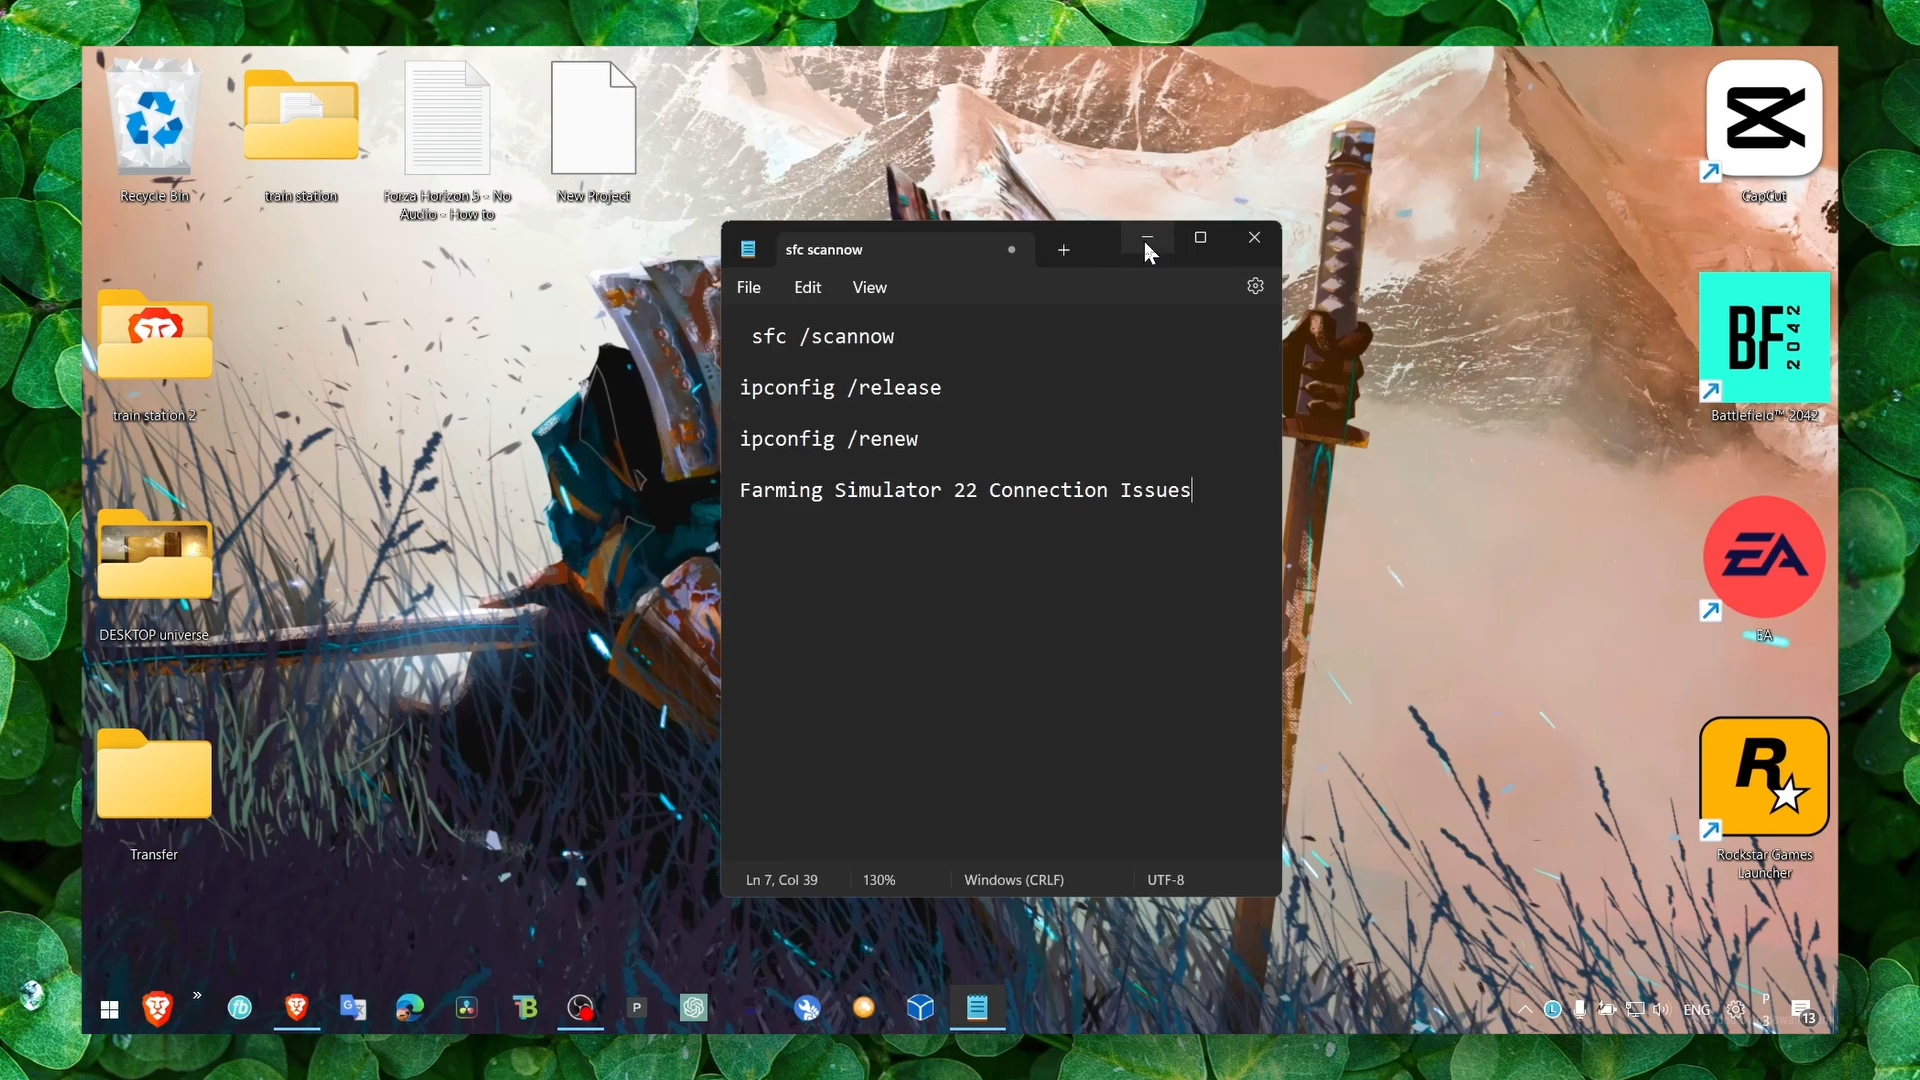 Recycle Bin
train station
Forza Horizon 5 - No
Audio - How to
New Project
CapCut
train station 2
BF
2042
Battlefield™ 2042
DESKTOP universe
EA
EA
Transfer
R
Rockstar Games
Launcher
sfc scannow
File Edit View
sfc /scannow
ipconfig /release
ipconfig /renew
Farming Simulator 22 Connection Issues
Ln 7, Col 39 130% Windows (CRLF) UTF-8
P
ENG
P
3
13